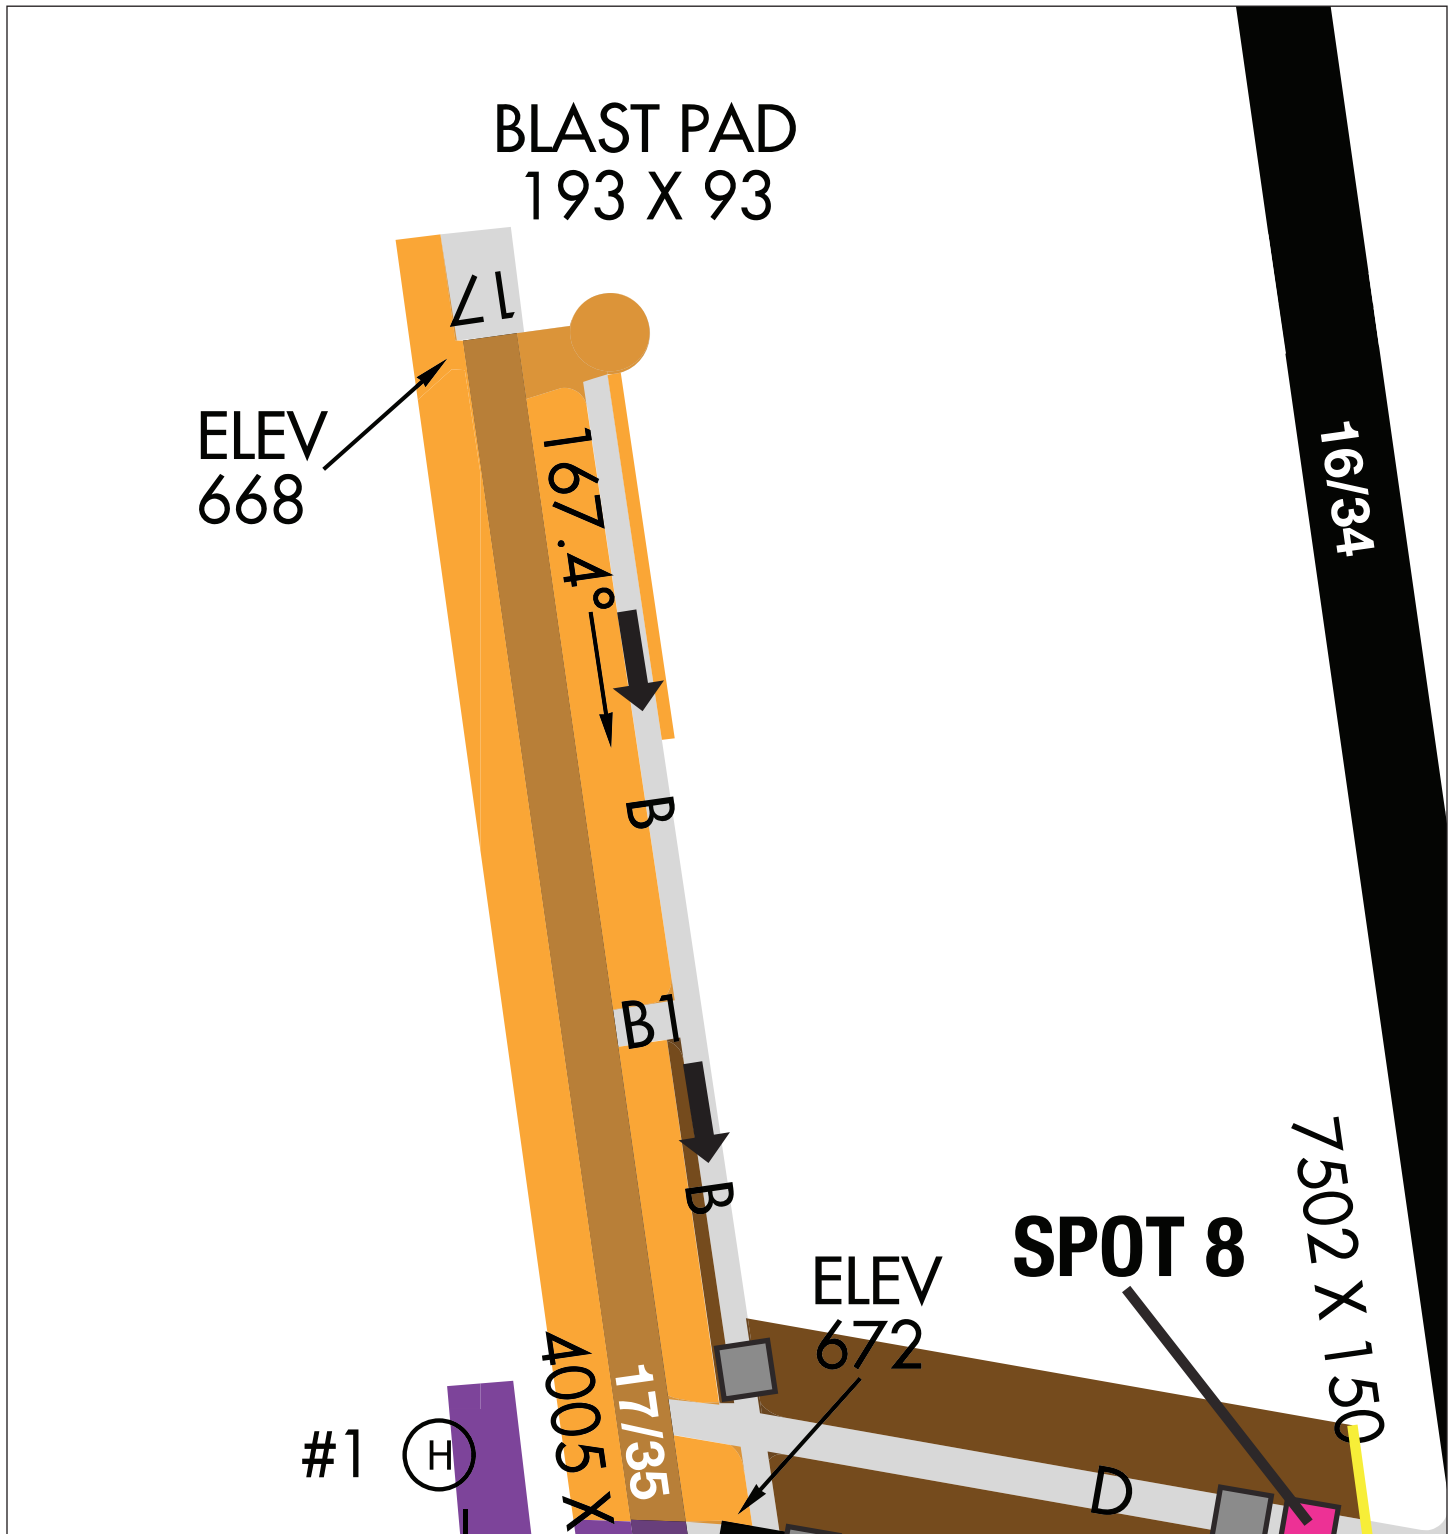 BLAST PAD
193 X 93
17
ELEV
668
167.4°
16/34
B
B1
B
7502 X 150
SPOT 8
ELEV
672
4005 X
17/35
#1
H
D